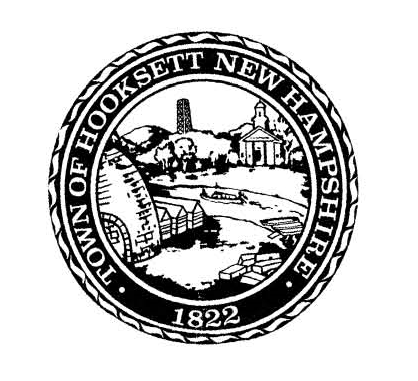 TOWN OF HOOKSETT NEW HAMPSHIRE
1822